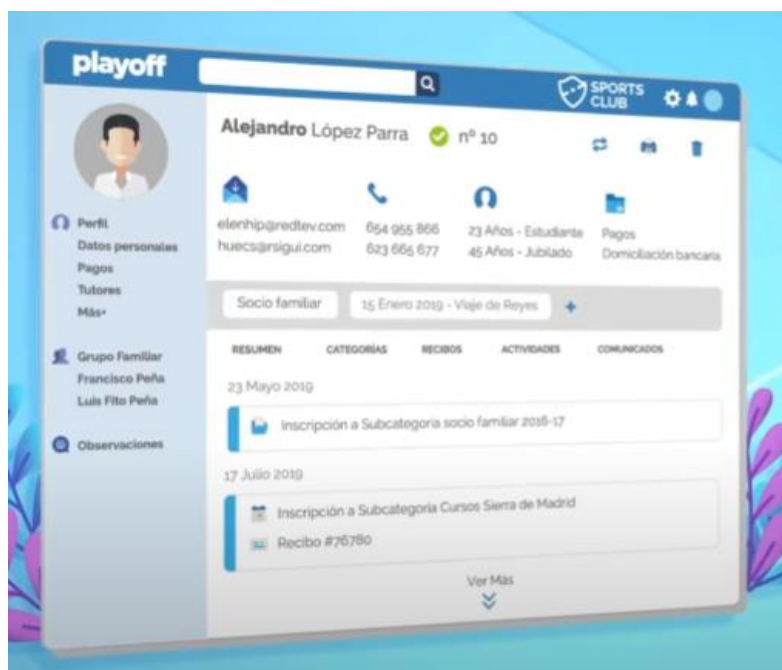 playoff
SPORTS CLUB
Alejandro López Parra nº 10
elenhip@redtev.com
huecs@rsigui.com
654 955 866
623 665 677
23 Años - Estudiante
45 Años - Jubilado
Pagos
Domiciliación bancaria
Perfil
Datos personales
Pagos
Tutores
Más+
Grupo Familiar
Francisco Peña
Luis Fito Peña
Observaciones
Socio familiar
15 Enero 2019 - Viaje de Reyes +
RESUMEN CATEGORÍAS RECIBOS ACTIVIDADES COMUNICADOS
23 Mayo 2019
Inscripción a Subcategoría socio familiar 2016-17
17 Julio 2019
Inscripción a Subcategoría Cursos Sierra de Madrid
Recibo #76780
Ver Más